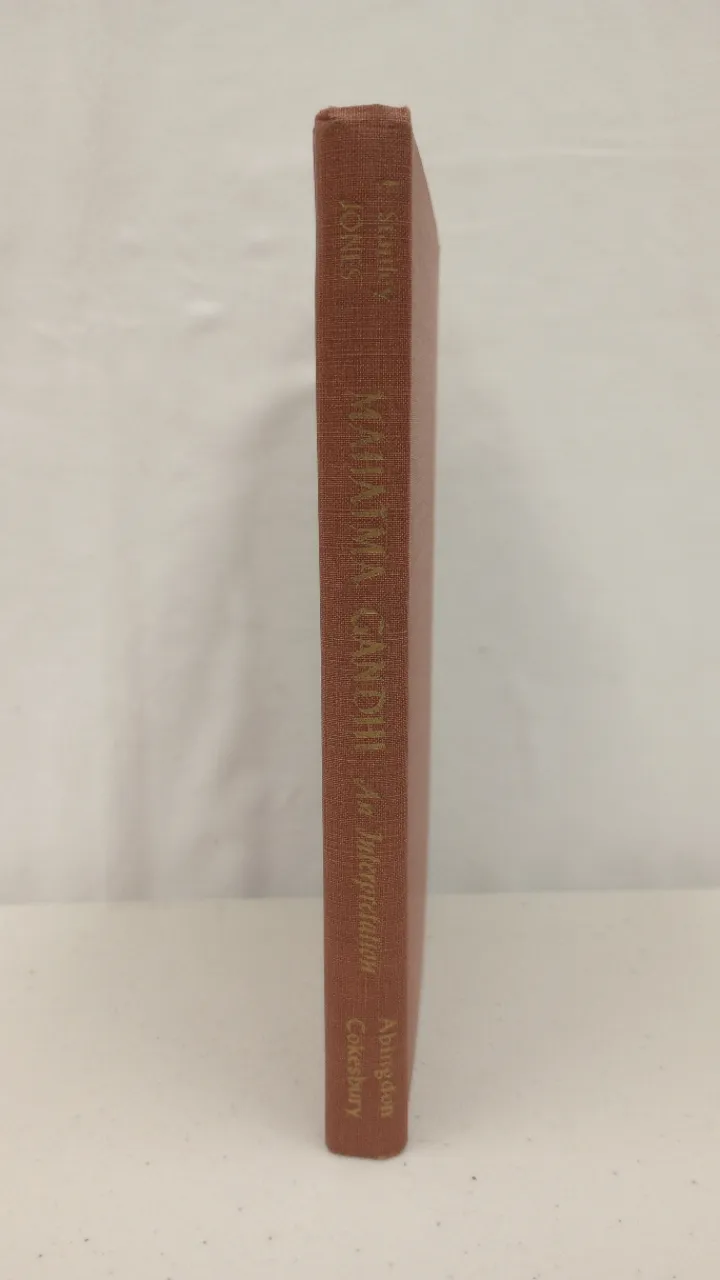 E. Stanley
JONES
MAHATMA GANDHI
An Interpretation
Abingdon
Cokesbury